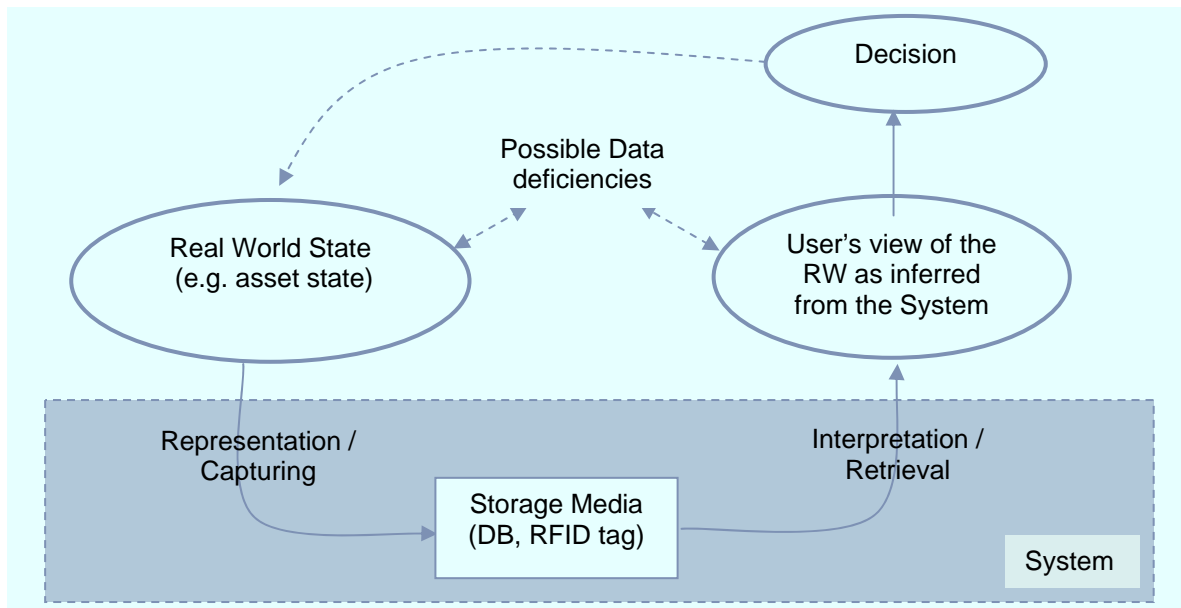 Decision
Possible Data
deficiencies
Real World State
(e.g. asset state)
User's view of the
RW as inferred
from the System
Representation /
Capturing
Interpretation /
Retrieval
Storage Media
(DB, RFID tag)
System